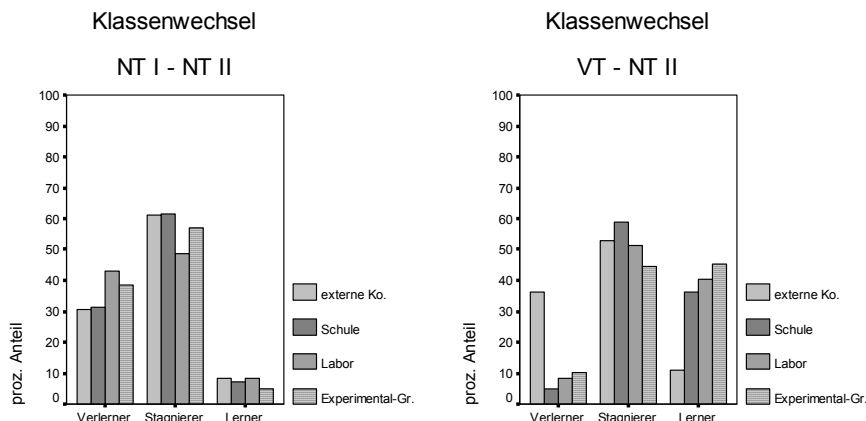 Klassenwechsel
NT I - NT II
proz. Anteil
100
90
80
70
60
50
40
30
20
10
0
Verlerner Stagnierer Lerner
externe Ko.
Schule
Labor
Experimental-Gr.
Klassenwechsel
VT - NT II
proz. Anteil
100
90
80
70
60
50
40
30
20
10
0
Verlerner Stagnierer Lerner
externe Ko.
Schule
Labor
Experimental-Gr.